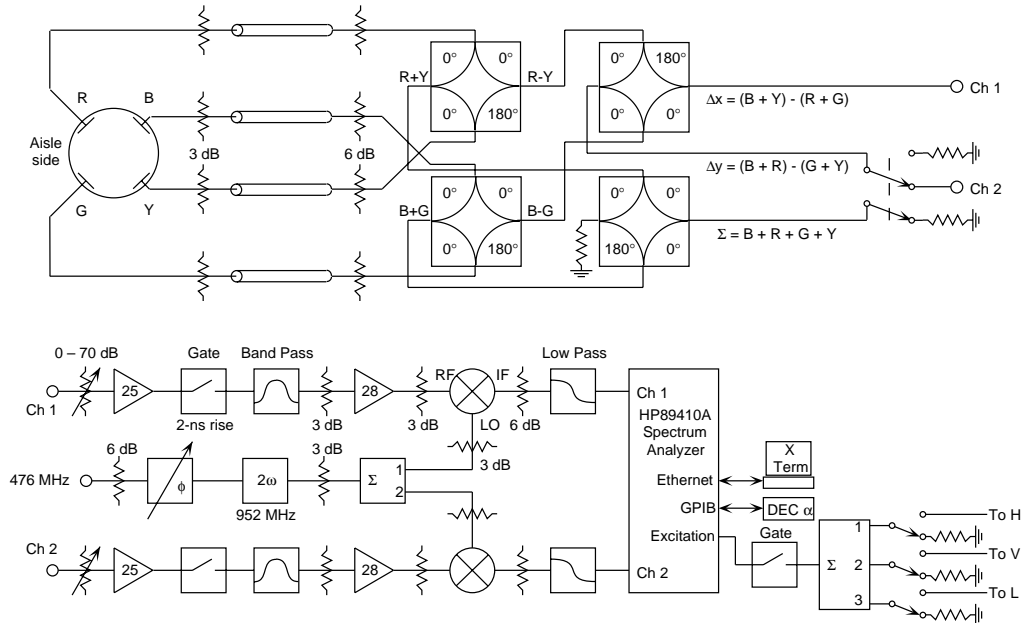 R
B
G
Y
Aisle
side
3 dB
6 dB
0°
0°
0°
180°
R+Y
R-Y
0°
180°
0°
0°
0°
0°
0°
180°
B+G
B-G
0°
0°
180°
0°
Δx = (B + Y) - (R + G)
Δy = (B + R) - (G + Y)
Σ = B + R + G + Y
Ch 1
Ch 2
0 – 70 dB
Gate
Band Pass
Low Pass
Ch 1
25
28
RF
IF
LO
2-ns rise
3 dB
3 dB
6 dB
3 dB
6 dB
3 dB
476 MHz
ϕ
2ω
952 MHz
Σ
1
2
Ch 2
25
28
Ch 1
HP89410A
Spectrum
Analyzer
Ethernet
GPIB
Excitation
Ch 2
X
Term
DEC α
Gate
Σ
1
2
3
To H
To V
To L